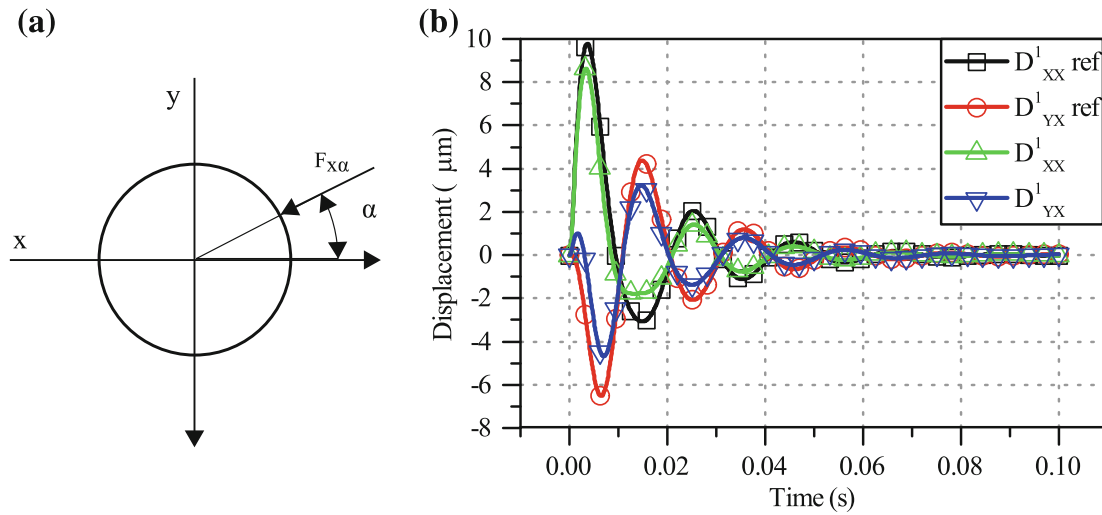 (a)
y
x
Fxα
α
(b)
Displacement ( μm)
10
8
6
4
2
0
-2
-4
-6
-8
0.00 0.02 0.04 0.06 0.08 0.10
Time (s)
D¹XX ref
D¹YX ref
D¹XX
D¹YX